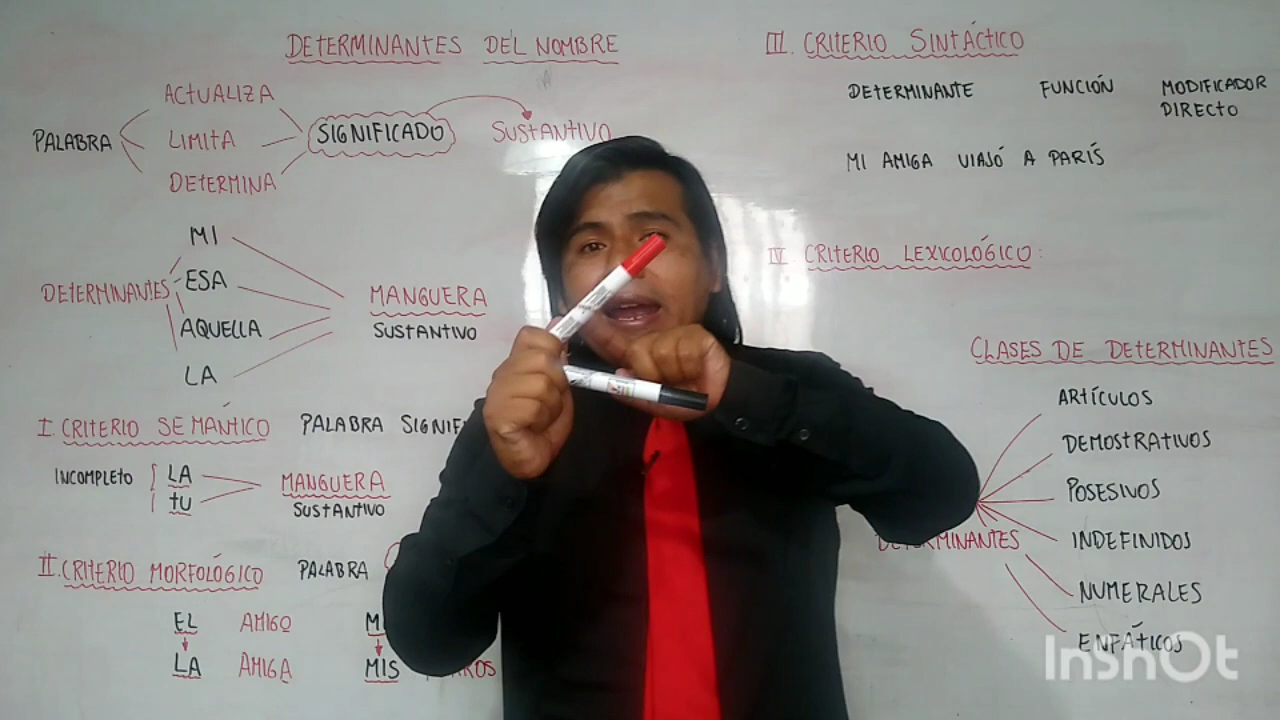 DETERMINANTES DEL NOMBRE
PALABRA
ACTUALIZA
LIMITA
DETERMINA
SIGNIFICADO
SUSTANTIVO
DETERMINANTES
MI
ESA
AQUELLA
LA
MANGUERA
SUSTANTIVO
I. CRITERIO SEMÁNTICO PALABRA
INCOMPLETO
LA
TU
MANGUERA
SUSTANTIVO
II. CRITERIO MORFOLÓGICO PALABRA
EL AMIGO
LA AMIGA
MIS
III. CRITERIO SINTÁCTICO
DETERMINANTE FUNCIÓN MODIFICADOR
DIRECTO
MI AMIGA VIAJÓ A PARÍS
IV. CRITERIO LEXICOLÓGICO:
CLASES DE DETERMINANTES
DETERMINANTES
ARTÍCULOS
DEMOSTRATIVOS
POSESIVOS
INDEFINIDOS
NUMERALES
ENFÁTICOS
InShOt